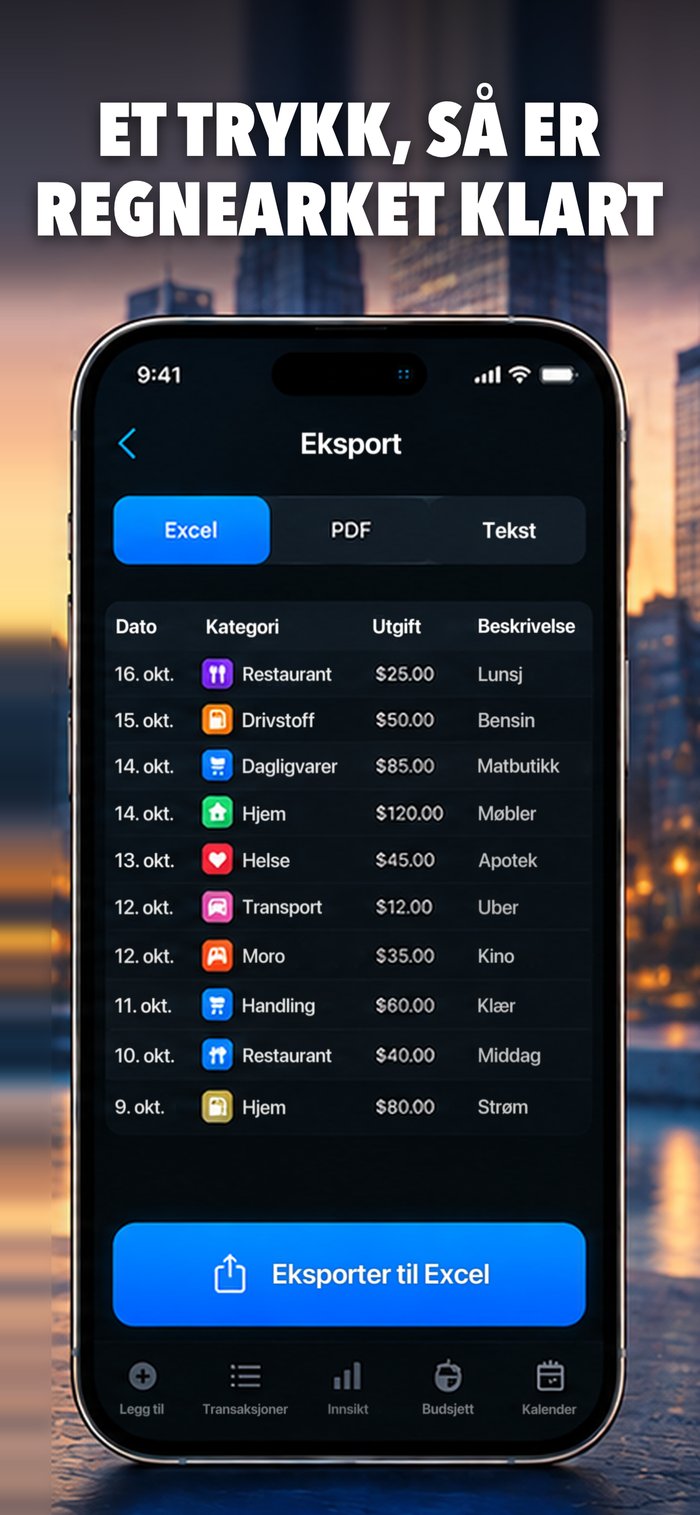 ET TRYKK, SÅ ER
REGNEARKET KLART
9:41
Eksport
Excel PDF Tekst
Dato Kategori Utgift Beskrivelse
16. okt. Restaurant $25.00 Lunsj
15. okt. Drivstoff $50.00 Bensin
14. okt. Dagligvarer $85.00 Matbutikk
14. okt. Hjem $120.00 Møbler
13. okt. Helse $45.00 Apotek
12. okt. Transport $12.00 Uber
12. okt. Moro $35.00 Kino
11. okt. Handling $60.00 Klær
10. okt. Restaurant $40.00 Middag
9. okt. Hjem $80.00 Strøm
Eksporter til Excel
Legg til Transaksjoner Innsikt Budsjett Kalender